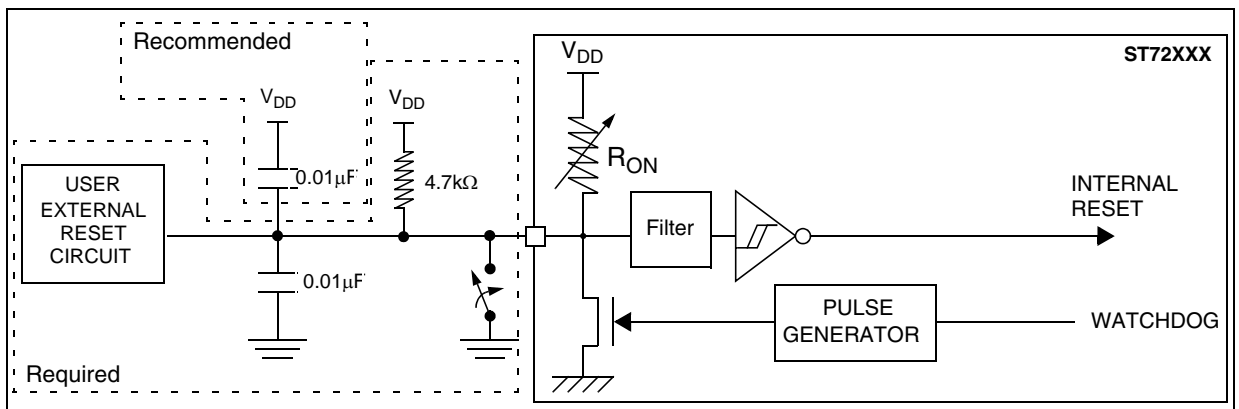 Recommended
ST72XXX
VDD
VDD
VDD
RON
0.01μF
4.7kΩ
USER
EXTERNAL
RESET
CIRCUIT
Filter
INTERNAL
RESET
0.01μF
PULSE
GENERATOR
WATCHDOG
Required